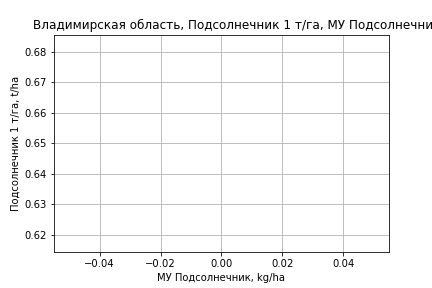 Владимирская область, Подсолнечник 1 т/га, МУ Подсолнечни
0.68
0.67
0.66
0.65
0.64
0.63
0.62
Подсолнечник 1 т/га, t/ha
−0.04 −0.02 0.00 0.02 0.04
МУ Подсолнечник, kg/ha